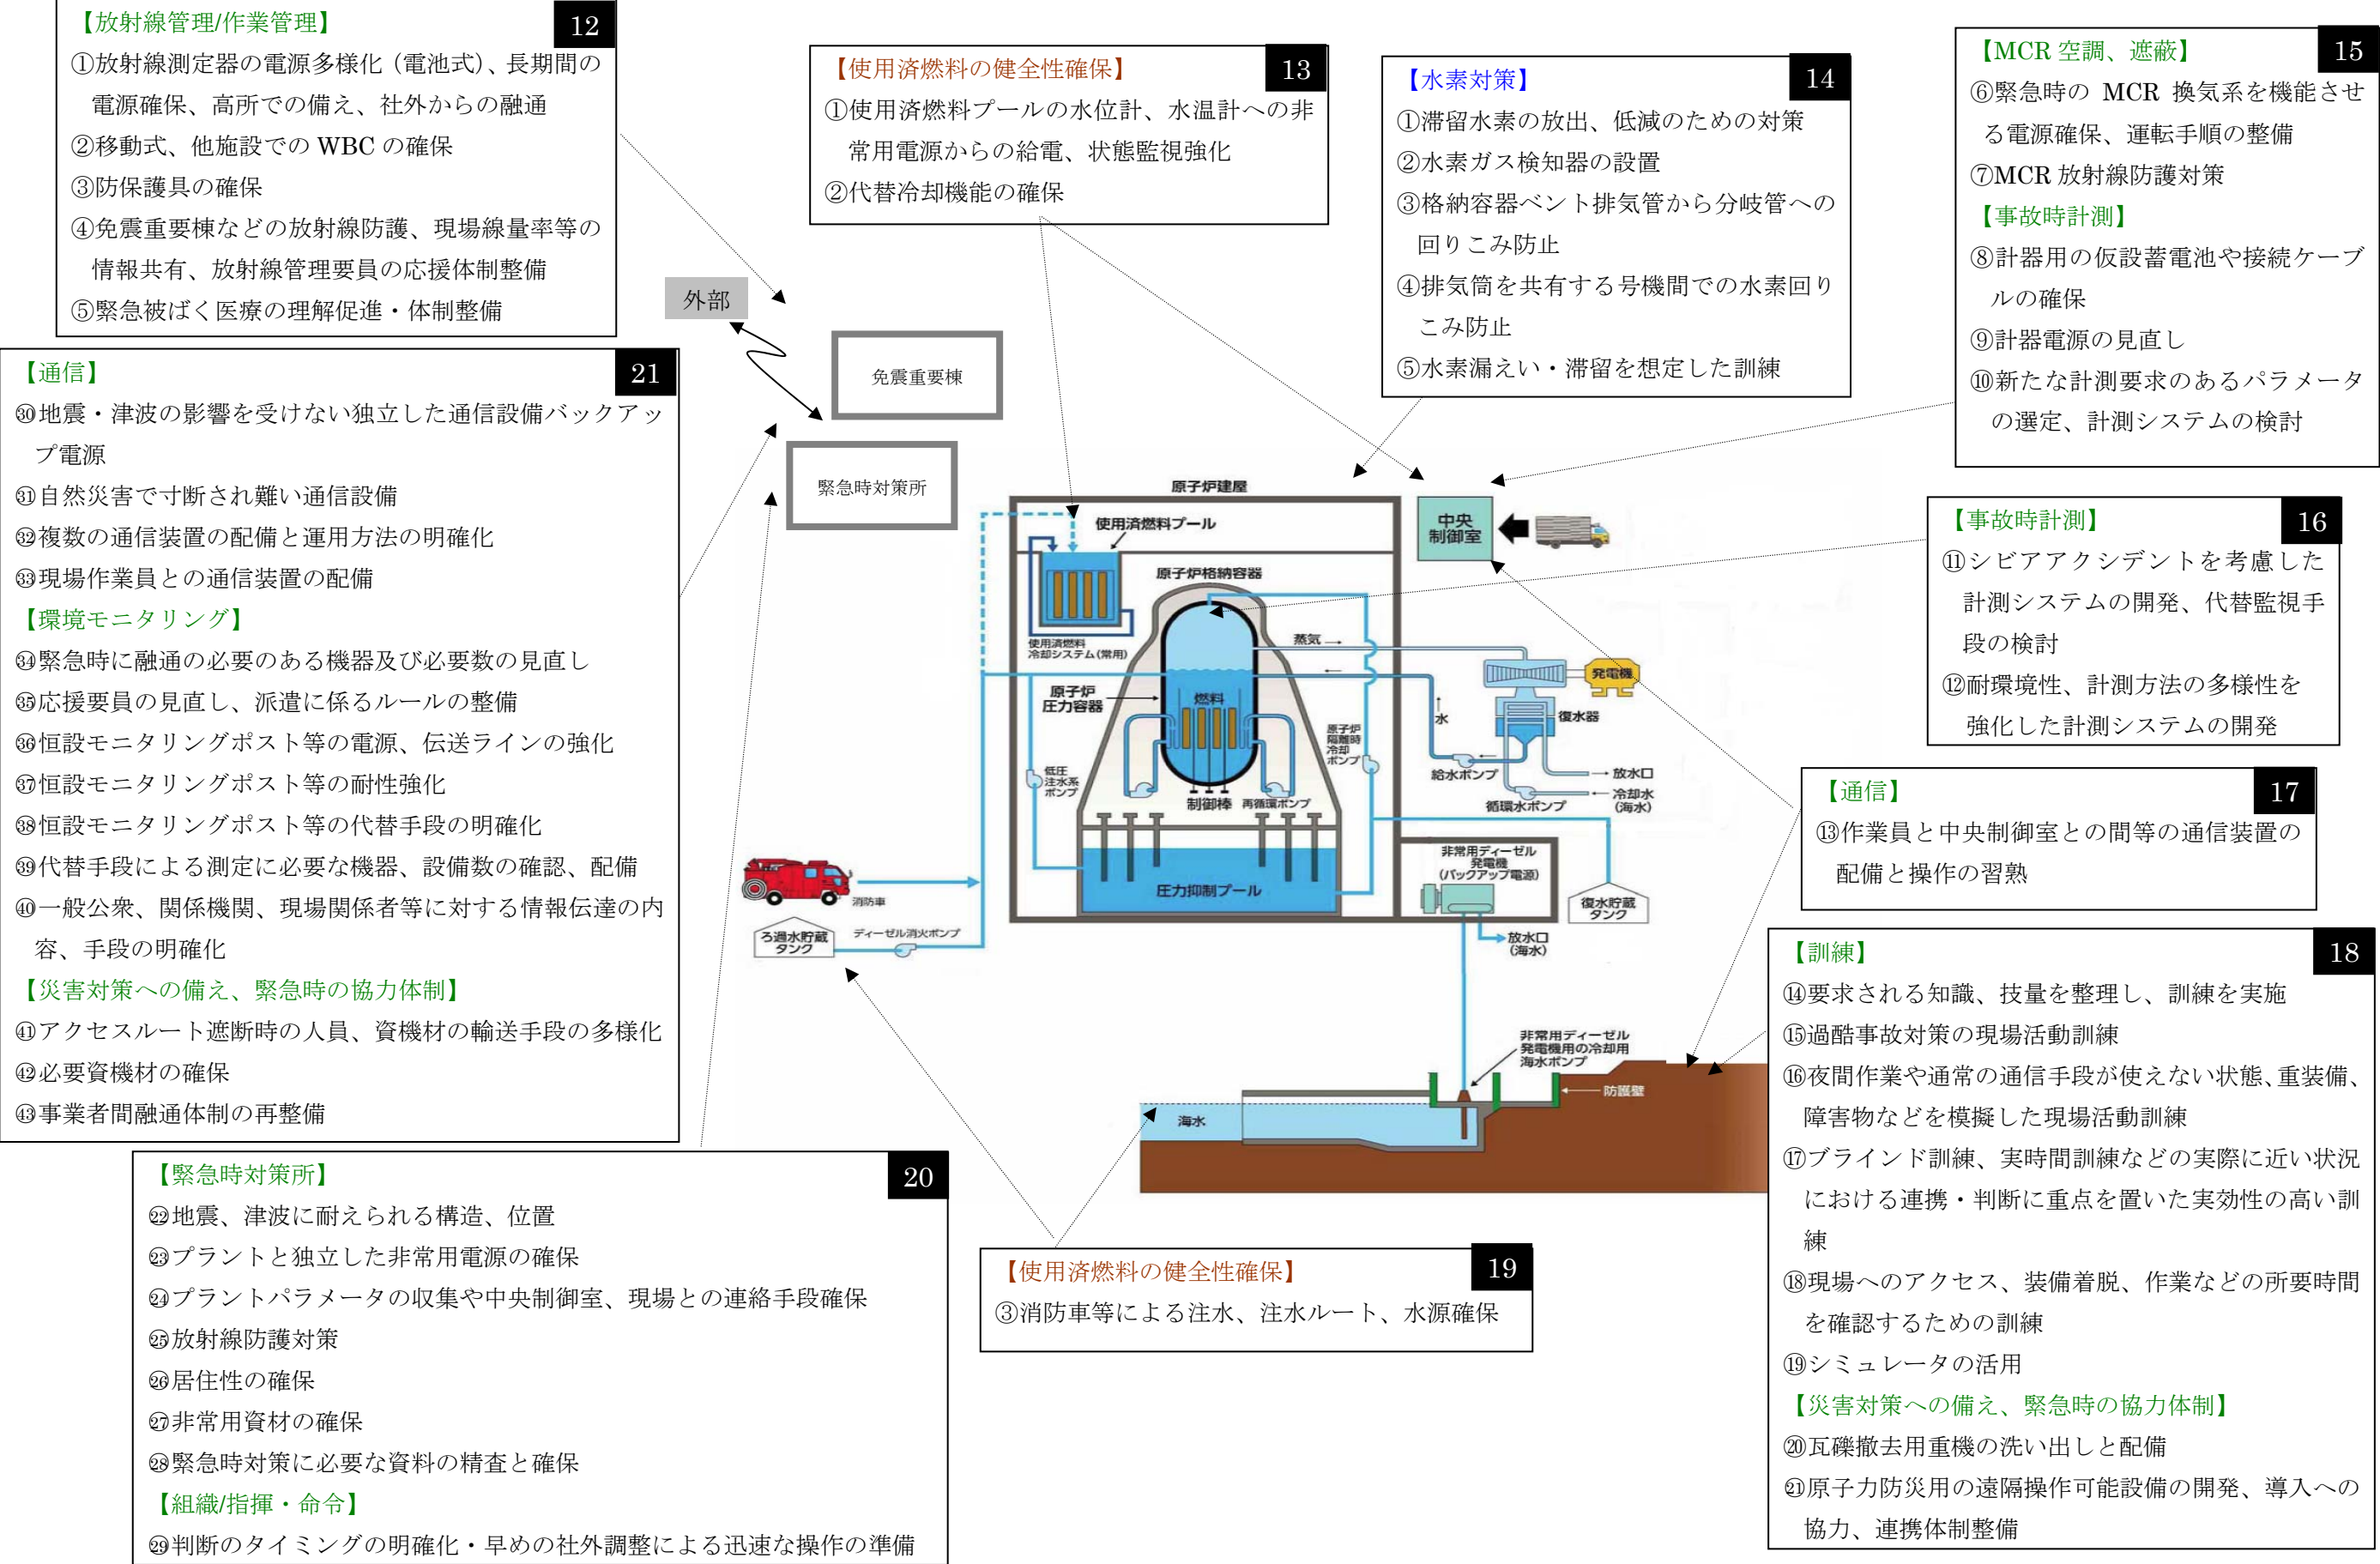 【放射線管理/作業管理】
12
①放射線測定器の電源多様化（電池式）、長期間の
電源確保、高所での備え、社外からの融通
②移動式、他施設での WBC の確保
③防保護具の確保
④免震重要棟などの放射線防護、現場線量率等の
情報共有、放射線管理要員の応援体制整備
⑤緊急被ばく医療の理解促進・体制整備
【使用済燃料の健全性確保】
13
①使用済燃料プールの水位計、水温計への非
常用電源からの給電、状態監視強化
②代替冷却機能の確保
【水素対策】
14
①滞留水素の放出、低減のための対策
②水素ガス検知器の設置
③格納容器ベント排気管から分岐管への
回りこみ防止
④排気筒を共有する号機間での水素回り
こみ防止
⑤水素漏えい・滞留を想定した訓練
【MCR 空調、遮蔽】
15
⑥緊急時の MCR 換気系を機能させ
る電源確保、運転手順の整備
⑦MCR 放射線防護対策
【事故時計測】
⑧計器用の仮設蓄電池や接続ケーブ
ルの確保
⑨計器電源の見直し
⑩新たな計測要求のあるパラメータ
の選定、計測システムの検討
【事故時計測】
16
⑪シビアアクシデントを考慮した
計測システムの開発、代替監視手
段の検討
⑫耐環境性、計測方法の多様性を
強化した計測システムの開発
【通信】
17
⑬作業員と中央制御室との間等の通信装置の
配備と操作の習熟
【訓練】
18
⑭要求される知識、技量を整理し、訓練を実施
⑮過酷事故対策の現場活動訓練
⑯夜間作業や通常の通信手段が使えない状態、重装備、
障害物などを模擬した現場活動訓練
⑰ブラインド訓練、実時間訓練などの実際に近い状況
における連携・判断に重点を置いた実効性の高い訓
練
⑱現場へのアクセス、装備着脱、作業などの所要時間
を確認するための訓練
⑲シミュレータの活用
【災害対策への備え、緊急時の協力体制】
⑳瓦礫撤去用重機の洗い出しと配備
㉑原子力防災用の遠隔操作可能設備の開発、導入への
協力、連携体制整備
【使用済燃料の健全性確保】
19
③消防車等による注水、注水ルート、水源確保
【緊急時対策所】
20
㉒地震、津波に耐えられる構造、位置
㉓プラントと独立した非常用電源の確保
㉔プラントパラメータの収集や中央制御室、現場との連絡手段確保
㉕放射線防護対策
㉖居住性の確保
㉗非常用資材の確保
㉘緊急時対策に必要な資料の精査と確保
【組織/指揮・命令】
㉙判断のタイミングの明確化・早めの社外調整による迅速な操作の準備
【通信】
21
㉚地震・津波の影響を受けない独立した通信設備バックアッ
プ電源
㉛自然災害で寸断され難い通信設備
㉜複数の通信装置の配備と運用方法の明確化
㉝現場作業員との通信装置の配備
【環境モニタリング】
㉞緊急時に融通の必要のある機器及び必要数の見直し
㉟応援要員の見直し、派遣に係るルールの整備
㊱恒設モニタリングポスト等の電源、伝送ラインの強化
㊲恒設モニタリングポスト等の耐性強化
㊳恒設モニタリングポスト等の代替手段の明確化
㊴代替手段による測定に必要な機器、設備数の確認、配備
㊵一般公衆、関係機関、現場関係者等に対する情報伝達の内
容、手段の明確化
【災害対策への備え、緊急時の協力体制】
㊶アクセスルート遮断時の人員、資機材の輸送手段の多様化
㊷必要資機材の確保
㊸事業者間融通体制の再整備
外部
免震重要棟
緊急時対策所
原子炉建屋
使用済燃料プール
中央
制御室
原子炉格納容器
使用済燃料
冷却システム(常用)
蒸気
発電機
原子炉
圧力容器
燃料
水
復水器
原子炉
隔離時
冷却
ポンプ
低圧
注水系
ポンプ
給水ポンプ
放水口
冷却水
(海水)
制御棒
再循環ポンプ
循環水ポンプ
非常用ディーゼル
発電機
(バックアップ電源)
圧力抑制プール
復水貯蔵
タンク
消防車
ろ過水貯蔵
タンク
ディーゼル消火ポンプ
放水口
(海水)
非常用ディーゼル
発電機用の冷却用
海水ポンプ
防護壁
海水